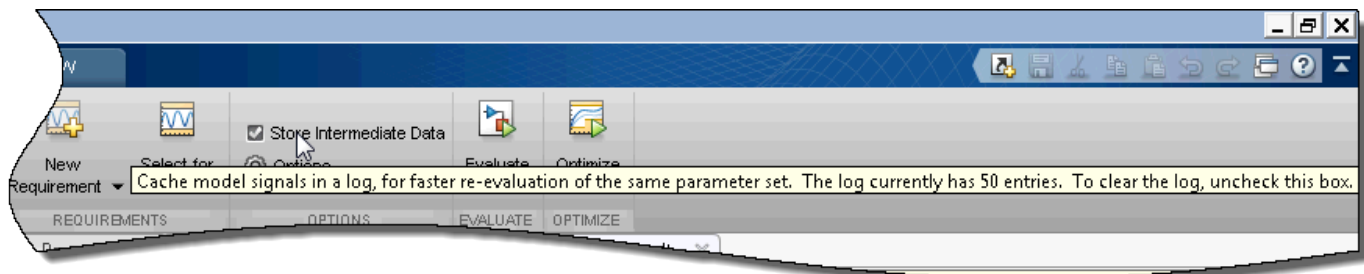 Store Intermediate Data
New
Select for
Options
Evaluate
Optimize
Requirement
Cache model signals in a log, for faster re-evaluation of the same parameter set. The log currently has 50 entries. To clear the log, uncheck this box.
REQUIREMENTS
OPTIONS
EVALUATE
OPTIMIZE